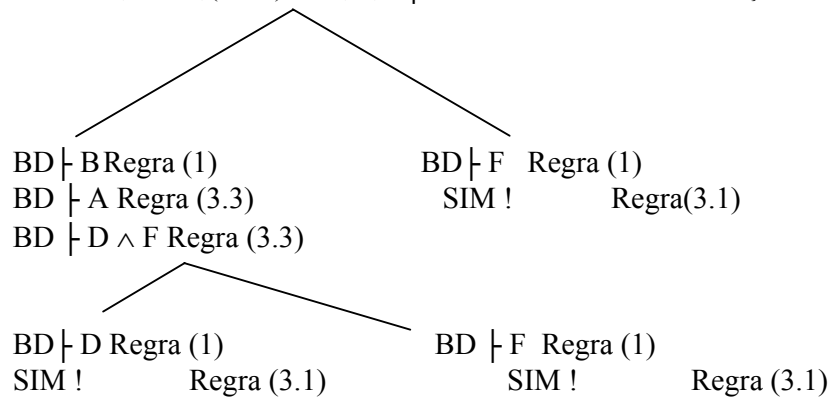 BD├ B Regra (1) BD├ F Regra (1)
BD ├ A Regra (3.3) SIM ! Regra(3.1)
BD ├ D ∧ F Regra (3.3)
BD├ D Regra (1) BD ├ F Regra (1)
SIM ! Regra (3.1) SIM ! Regra (3.1)